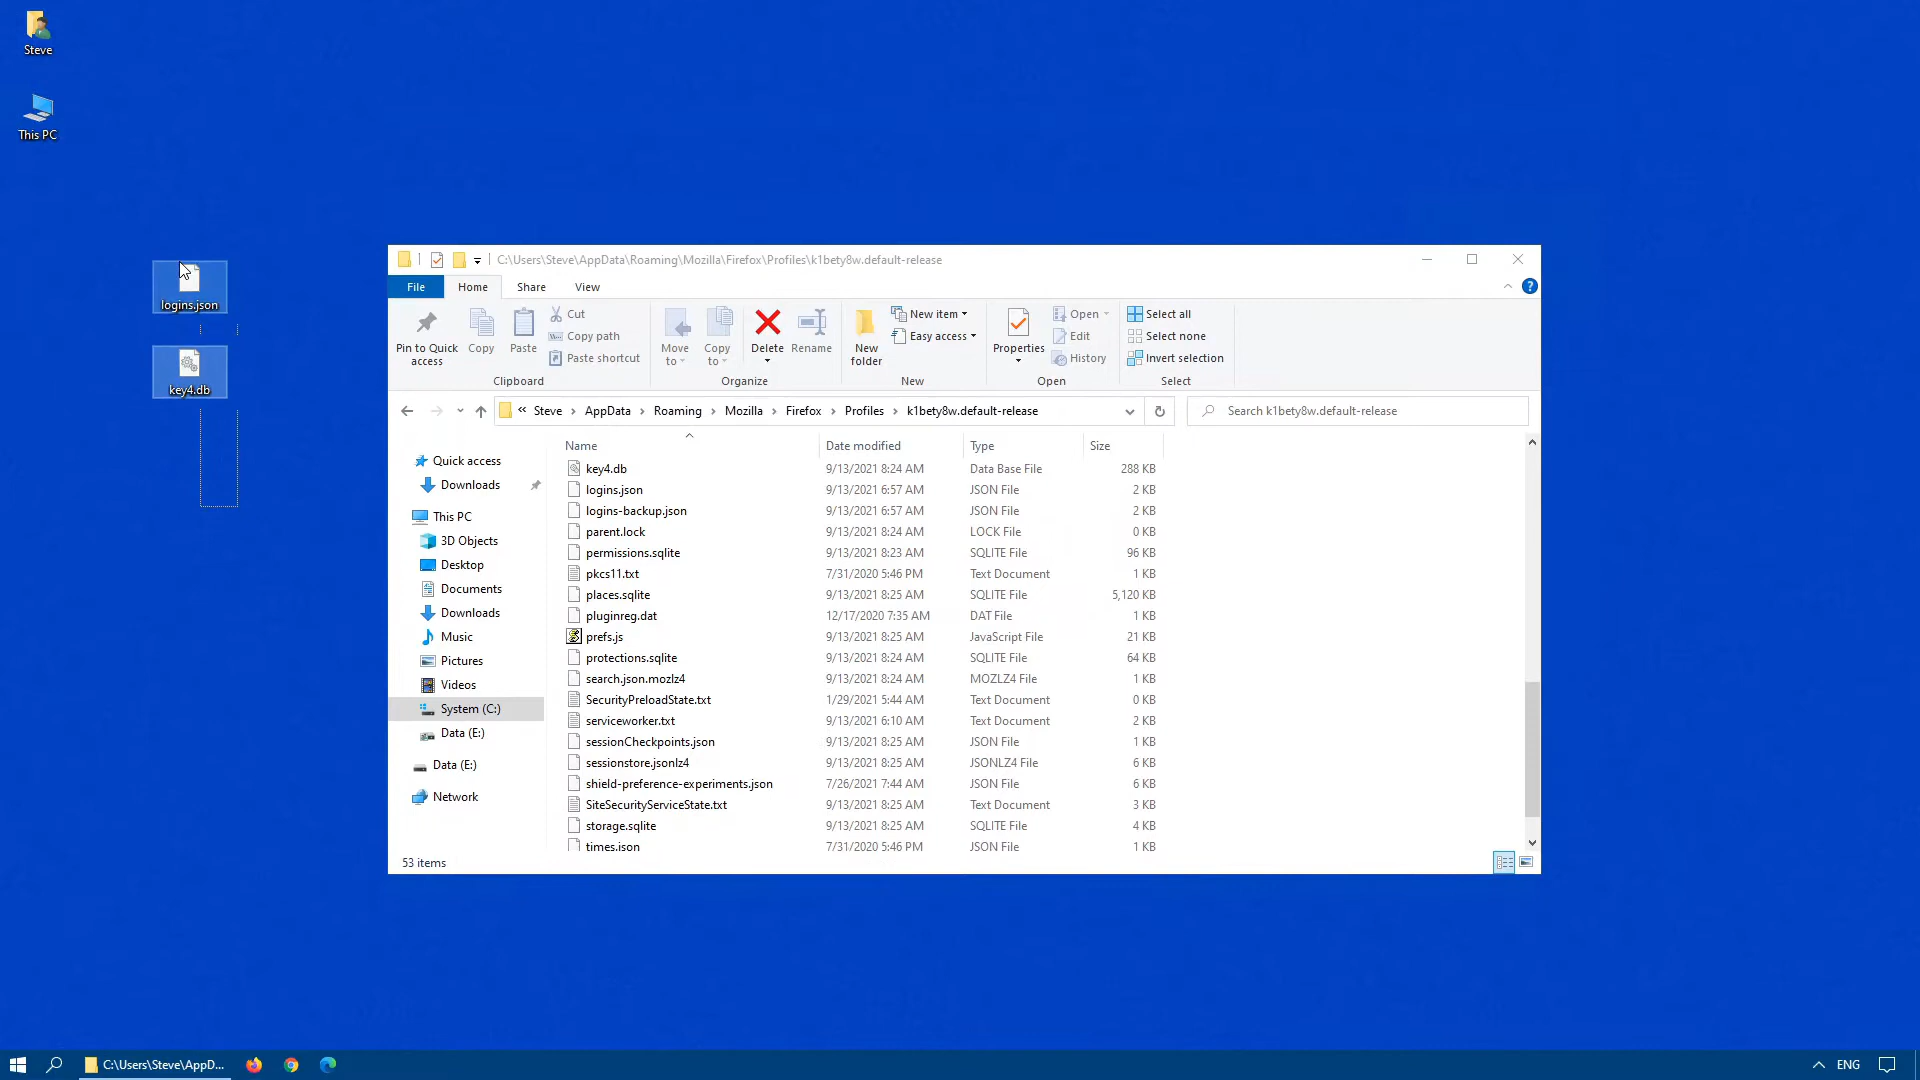 Steve
This PC
logins.json
key4.db
C:\Users\Steve\AppData\Roaming\Mozilla\Firefox\Profiles\k1bety8w.default-release
File Home Share View
Pin to Quick access
Copy
Paste
Cut
Copy path
Paste shortcut
Clipboard
Move to
Copy to
Delete
Rename
Organize
New folder
New item
Easy access
New
Properties
Open
Edit
History
Open
Select all
Select none
Invert selection
Select
« Steve › AppData › Roaming › Mozilla › Firefox › Profiles › k1bety8w.default-release
Search k1bety8w.default-release
Quick access
Downloads
This PC
3D Objects
Desktop
Documents
Downloads
Music
Pictures
Videos
System (C:)
Data (E:)
Data (E:)
Network
Name Date modified Type Size
key4.db 9/13/2021 8:24 AM Data Base File 288 KB
logins.json 9/13/2021 6:57 AM JSON File 2 KB
logins-backup.json 9/13/2021 6:57 AM JSON File 2 KB
parent.lock 9/13/2021 8:24 AM LOCK File 0 KB
permissions.sqlite 9/13/2021 8:23 AM SQLITE File 96 KB
pkcs11.txt 7/31/2020 5:46 PM Text Document 1 KB
places.sqlite 9/13/2021 8:25 AM SQLITE File 5,120 KB
pluginreg.dat 12/17/2020 7:35 AM DAT File 1 KB
prefs.js 9/13/2021 8:25 AM JavaScript File 21 KB
protections.sqlite 9/13/2021 8:24 AM SQLITE File 64 KB
search.json.mozlz4 9/13/2021 8:24 AM MOZLZ4 File 1 KB
SecurityPreloadState.txt 1/29/2021 5:44 AM Text Document 0 KB
serviceworker.txt 9/13/2021 6:10 AM Text Document 2 KB
sessionCheckpoints.json 9/13/2021 8:25 AM JSON File 1 KB
sessionstore.jsonlz4 9/13/2021 8:25 AM JSONLZ4 File 6 KB
shield-preference-experiments.json 7/26/2021 7:44 AM JSON File 6 KB
SiteSecurityServiceState.txt 9/13/2021 8:25 AM Text Document 3 KB
storage.sqlite 9/13/2021 8:25 AM SQLITE File 4 KB
times.json 7/31/2020 5:46 PM JSON File 1 KB
53 items
C:\Users\Steve\AppD...
ENG